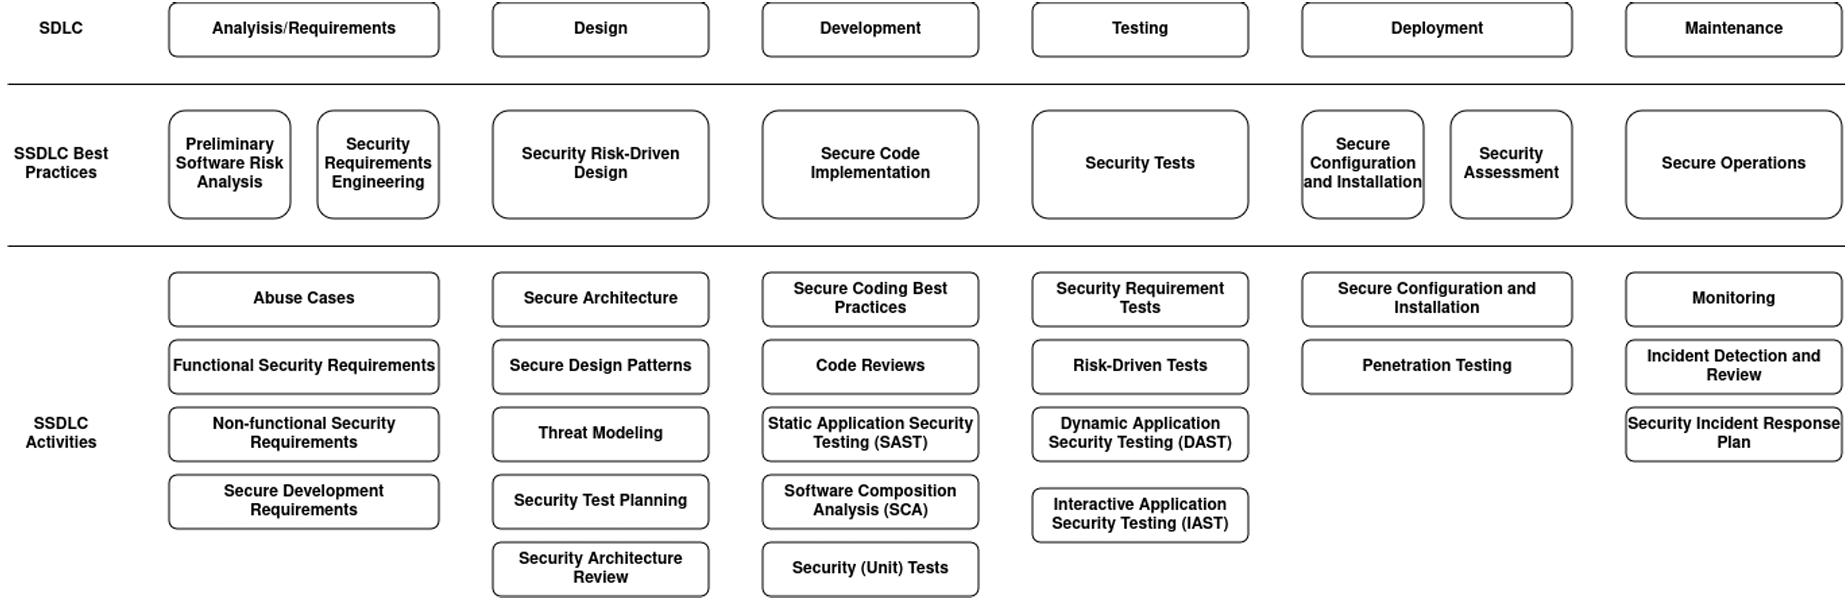 SDLC
Analyisis/Requirements
Design
Development
Testing
Deployment
Maintenance
SSDLC Best
Practices
Preliminary
Software Risk
Analysis
Security
Requirements
Engineering
Security Risk-Driven
Design
Secure Code
Implementation
Security Tests
Secure
Configuration
and Installation
Security
Assessment
Secure Operations
SSDLC
Activities
Abuse Cases
Functional Security Requirements
Non-functional Security
Requirements
Secure Development
Requirements
Secure Architecture
Secure Design Patterns
Threat Modeling
Security Test Planning
Security Architecture
Review
Secure Coding Best
Practices
Code Reviews
Static Application Security
Testing (SAST)
Software Composition
Analysis (SCA)
Security (Unit) Tests
Security Requirement
Tests
Risk-Driven Tests
Dynamic Application
Security Testing (DAST)
Interactive Application
Security Testing (IAST)
Secure Configuration and
Installation
Penetration Testing
Monitoring
Incident Detection and
Review
Security Incident Response
Plan